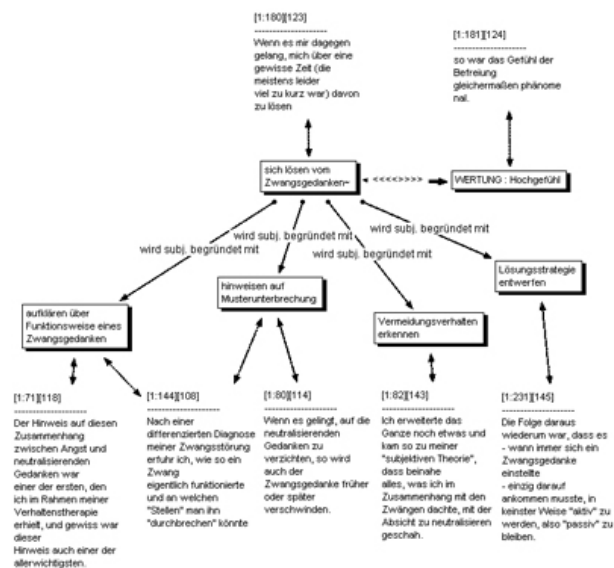 [1:180][123]
--------------------
Wenn es mir dagegen
gelang, mich über eine
gewisse Zeit (die
meistens leider
viel zu kurz war) davon
zu lösen
[1:181][124]
--------------------
so war das Gefühl der
Befreiung
gleichermaßen phänome
nal.
sich lösen vom
Zwangsgedanken~
<<<<>>>>
WERTUNG : Hochgefühl
wird subj. begründet mit
wird subj. begründet mit
wird subj. begründet mit
wird subj. begründet mit
aufklären über
Funktionsweise eines
Zwangsgedanken
hinweisen auf
Musterunterbrechung
Vermeidungsverhalten
erkennen
Lösungsstrategie
entwerfen
[1:71][118]
--------------------
Der Hinweis auf diesen
Zusammenhang
zwischen Angst und
neutralisierenden
Gedanken war
einer der ersten, den
ich im Rahmen meiner
Verhaltenstherapie
erhielt, und gewiss war
dieser
Hinweis auch einer der
allerwichtigsten.
[1:144][108]
--------------------
Nach einer
differenzierten Diagnose
meiner Zwangsstörung
erfuhr ich, wie so ein
Zwang
eigentlich funktionierte
und an welchen
"Stellen" man ihn
"durchbrechen" könnte
[1:80][114]
--------------------
Wenn es gelingt, auf die
neutralisierenden
Gedanken zu
verzichten, so wird
auch der
Zwangsgedanke früher
oder später
verschwinden.
[1:82][143]
--------------------
Ich erweiterte das
Ganze noch etwas und
kam so zu meiner
"subjektiven Theorie",
dass beinahe
alles, was ich im
Zusammenhang mit den
Zwängen dachte, mit der
Absicht zu neutralisieren
geschah.
[1:231][145]
--------------------
Die Folge daraus
wiederum war, dass es
- wann immer sich ein
Zwangsgedanke
einstellte
- einzig darauf
ankommen musste, in
keinster Weise "aktiv" zu
werden, also "passiv" zu
bleiben.